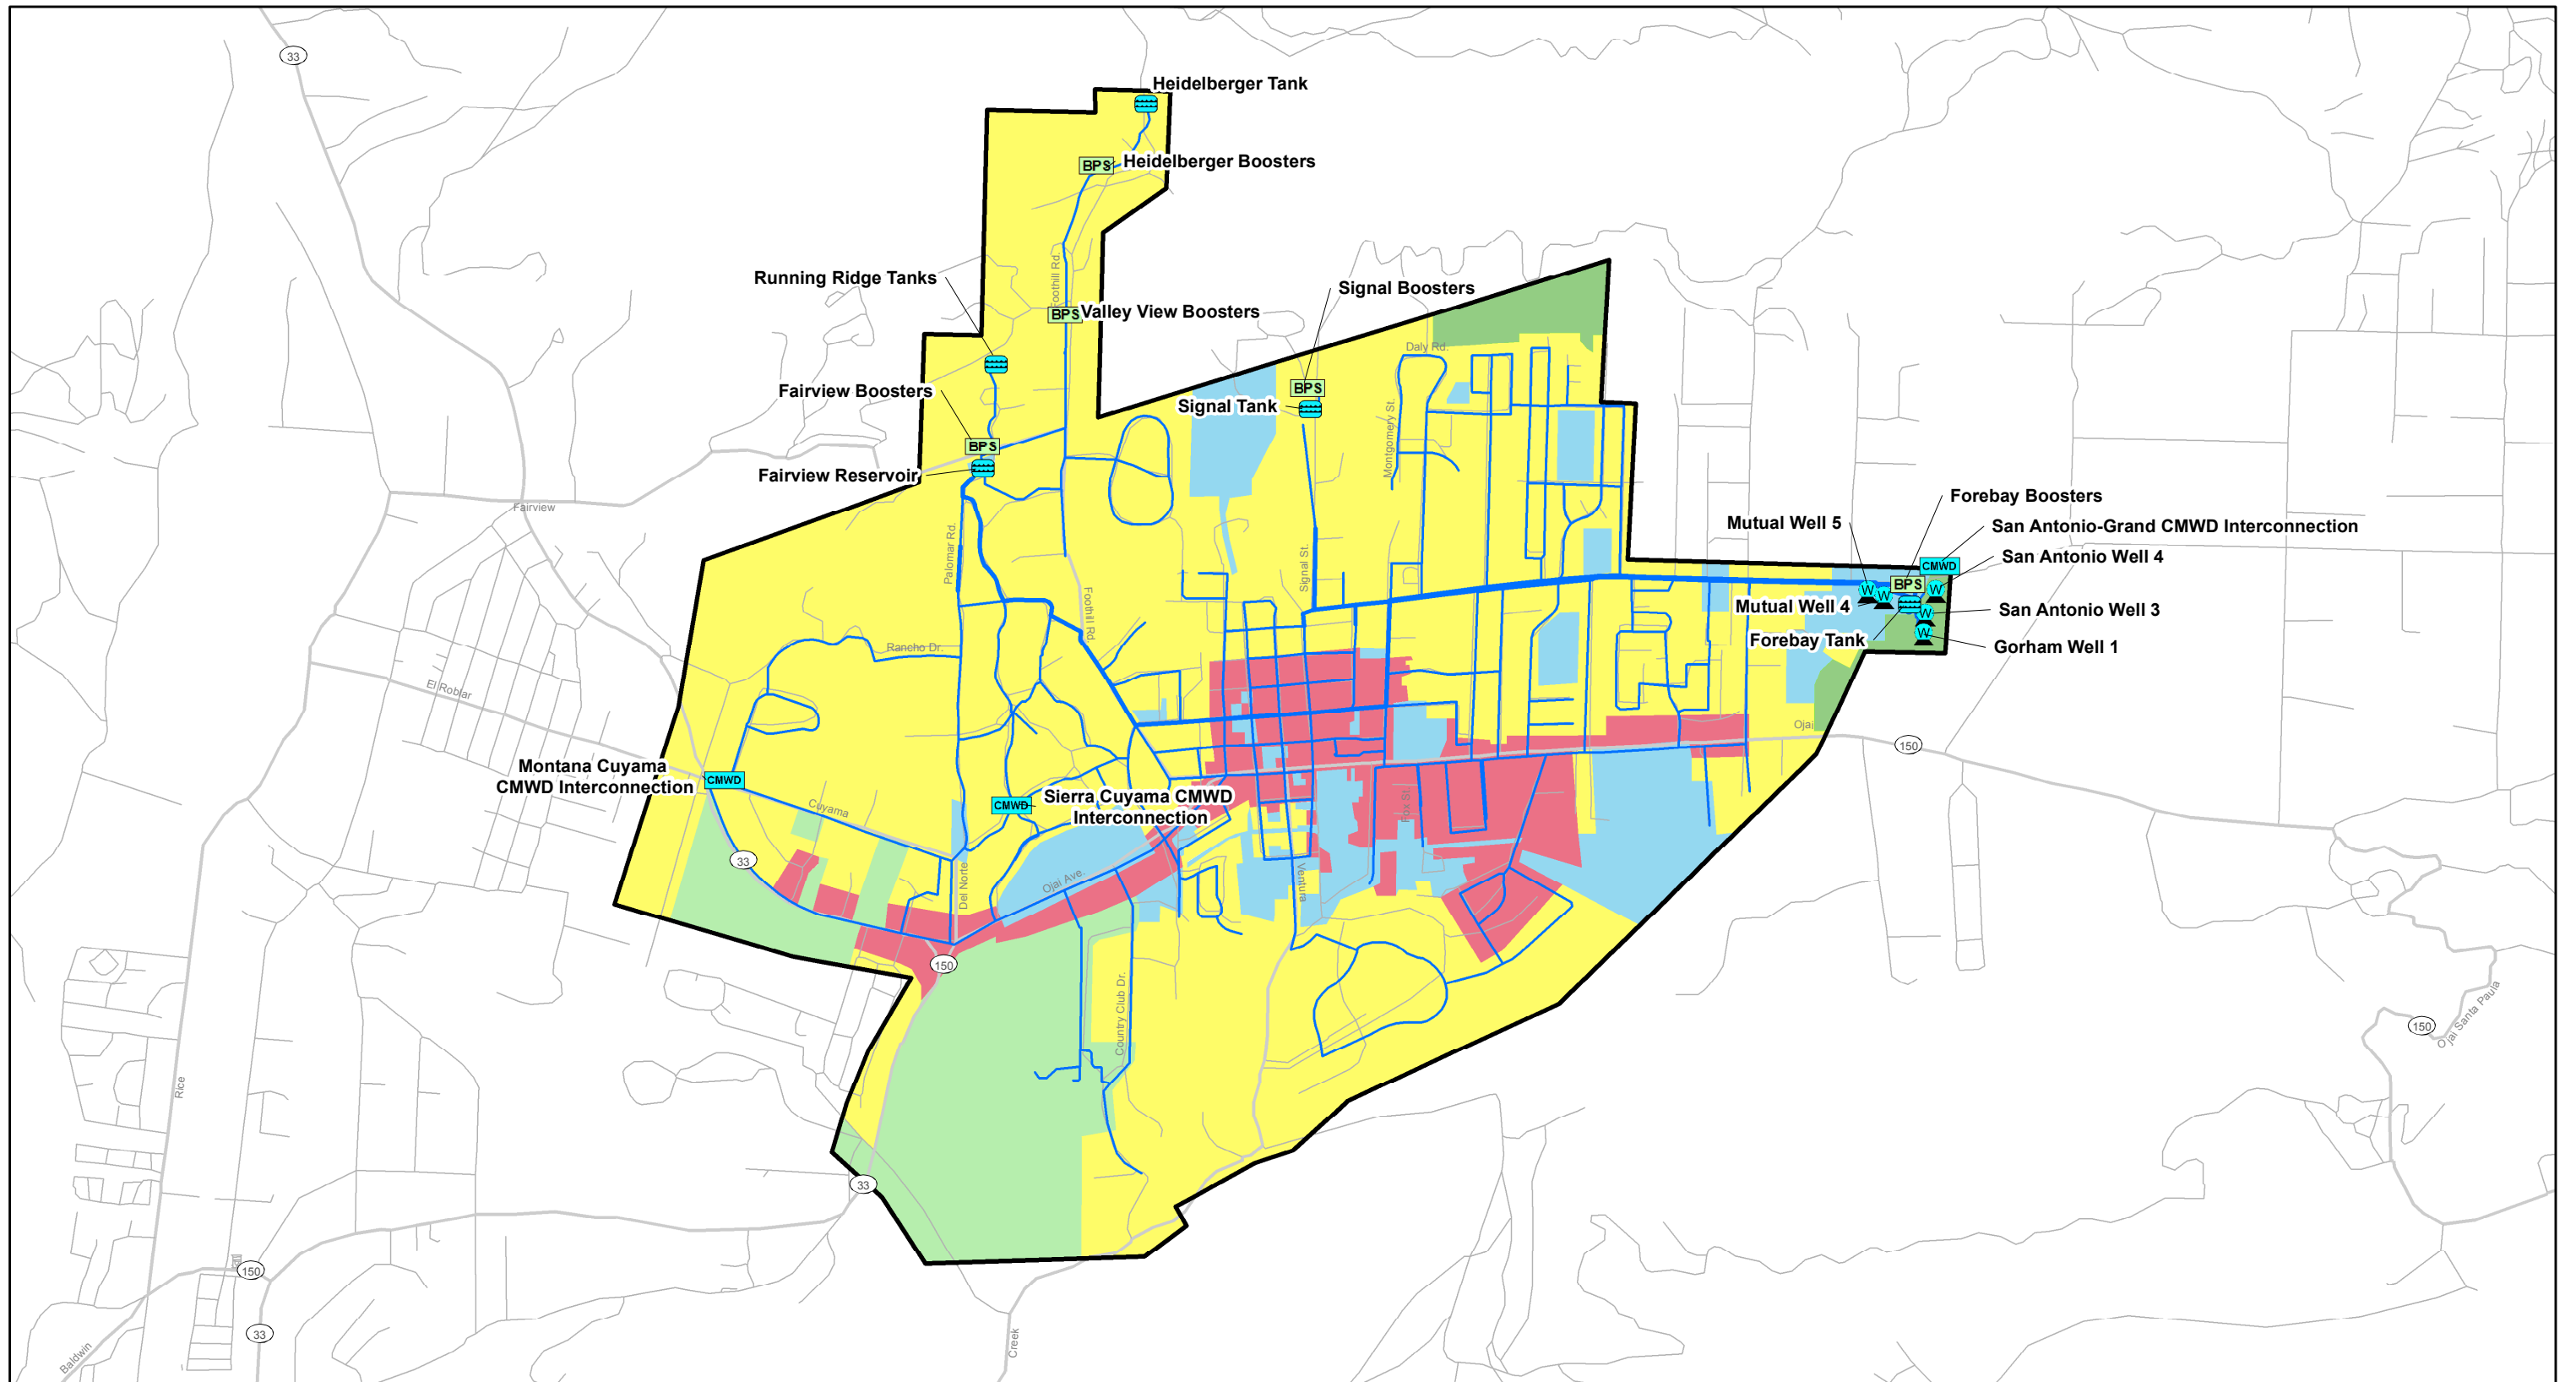 33
Heidelberger Tank
BPS
Heidelberger Boosters
Running Ridge Tanks
Foothill Rd.
Signal Boosters
BPS
Valley View Boosters
Daly Rd.
Fairview Boosters
BPS
Signal Tank
Montgomery St.
BPS
Fairview Reservoir
Fairview
Forebay Boosters
Mutual Well 5
San Antonio-Grand CMWD Interconnection
San Antonio Well 4
Palomar Rd.
Signal St.
CMWD
BPS
W
W
W
Mutual Well 4
W
San Antonio Well 3
Foothill Rd.
Forebay Tank
W
Gorham Well 1
Rancho Dr.
El Roblar
Ojai
150
Montana Cuyama
CMWD Interconnection
CMWD
Cuyama
CMWD
Sierra Cuyama CMWD
Interconnection
Fox St.
33
Del Norte
Ojai Ave.
Ventura
150
Country Club Dr.
150
Ojai Santa Paula
Rice
33
150
33
Baldwin
Creek